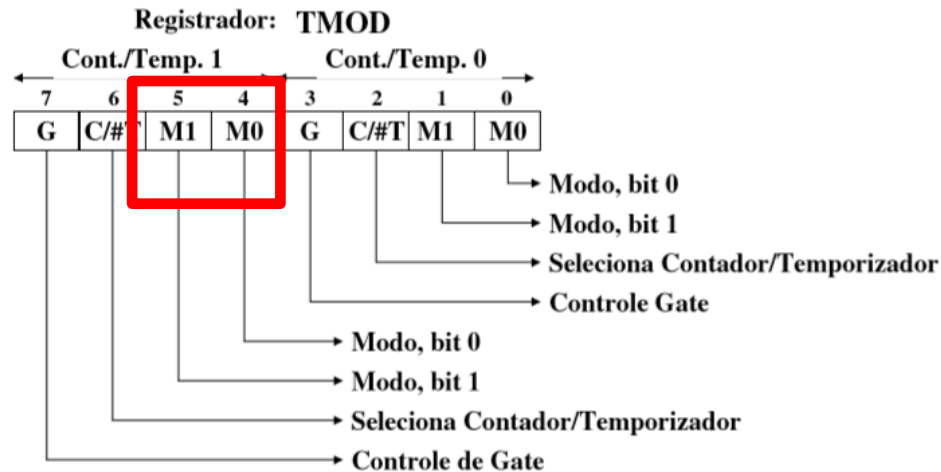 Registrador: TMOD
Cont./Temp. 1 Cont./Temp. 0
7 6 5 4 3 2 1 0
G C/#T M1 M0 G C/#T M1 M0
Modo, bit 0
Modo, bit 1
Seleciona Contador/Temporizador
Controle Gate
Modo, bit 0
Modo, bit 1
Seleciona Contador/Temporizador
Controle de Gate